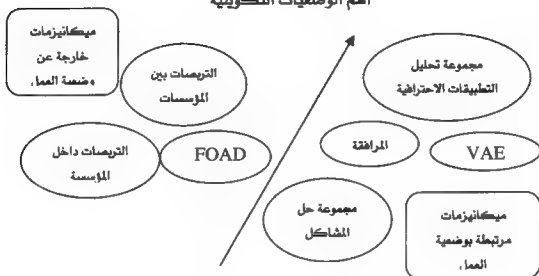 أهم الوضعيات التكوينية
ميكانيزمات
خارجة عن
وضعية العمل
التربصات بين
المؤسسات
مجموعة تحليل
التطبيقات الاحترافية
التربصات داخل
المؤسسة
FOAD
المرافقة
VAE
مجموعة حل
المشاكل
ميكانيزمات
مرتبطة بوضعية
العمل